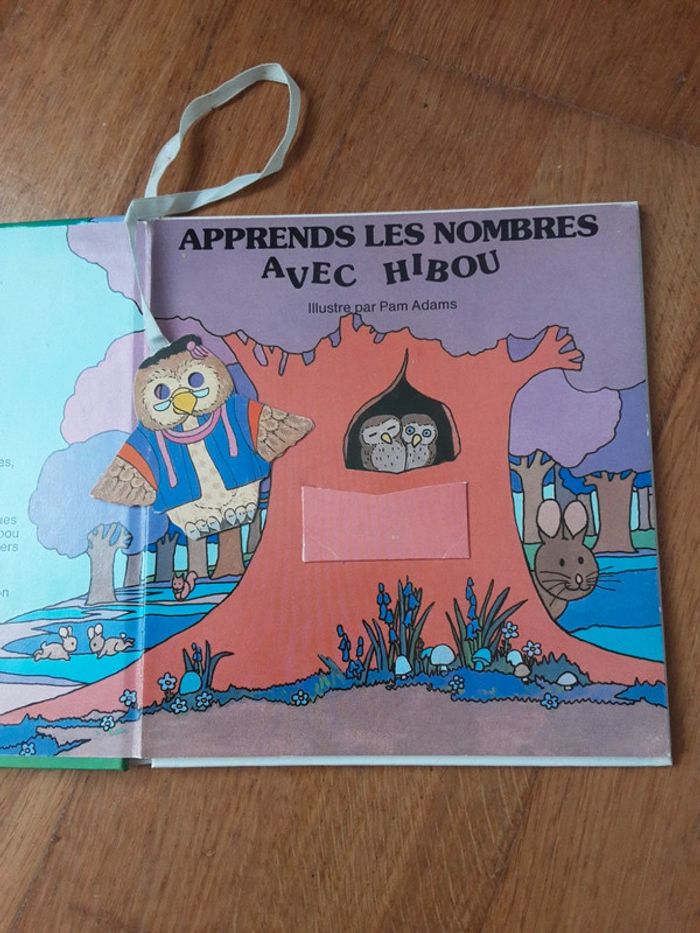 APPRENDS LES NOMBRES
AVEC HIBOU
Illustre par Pam Adams